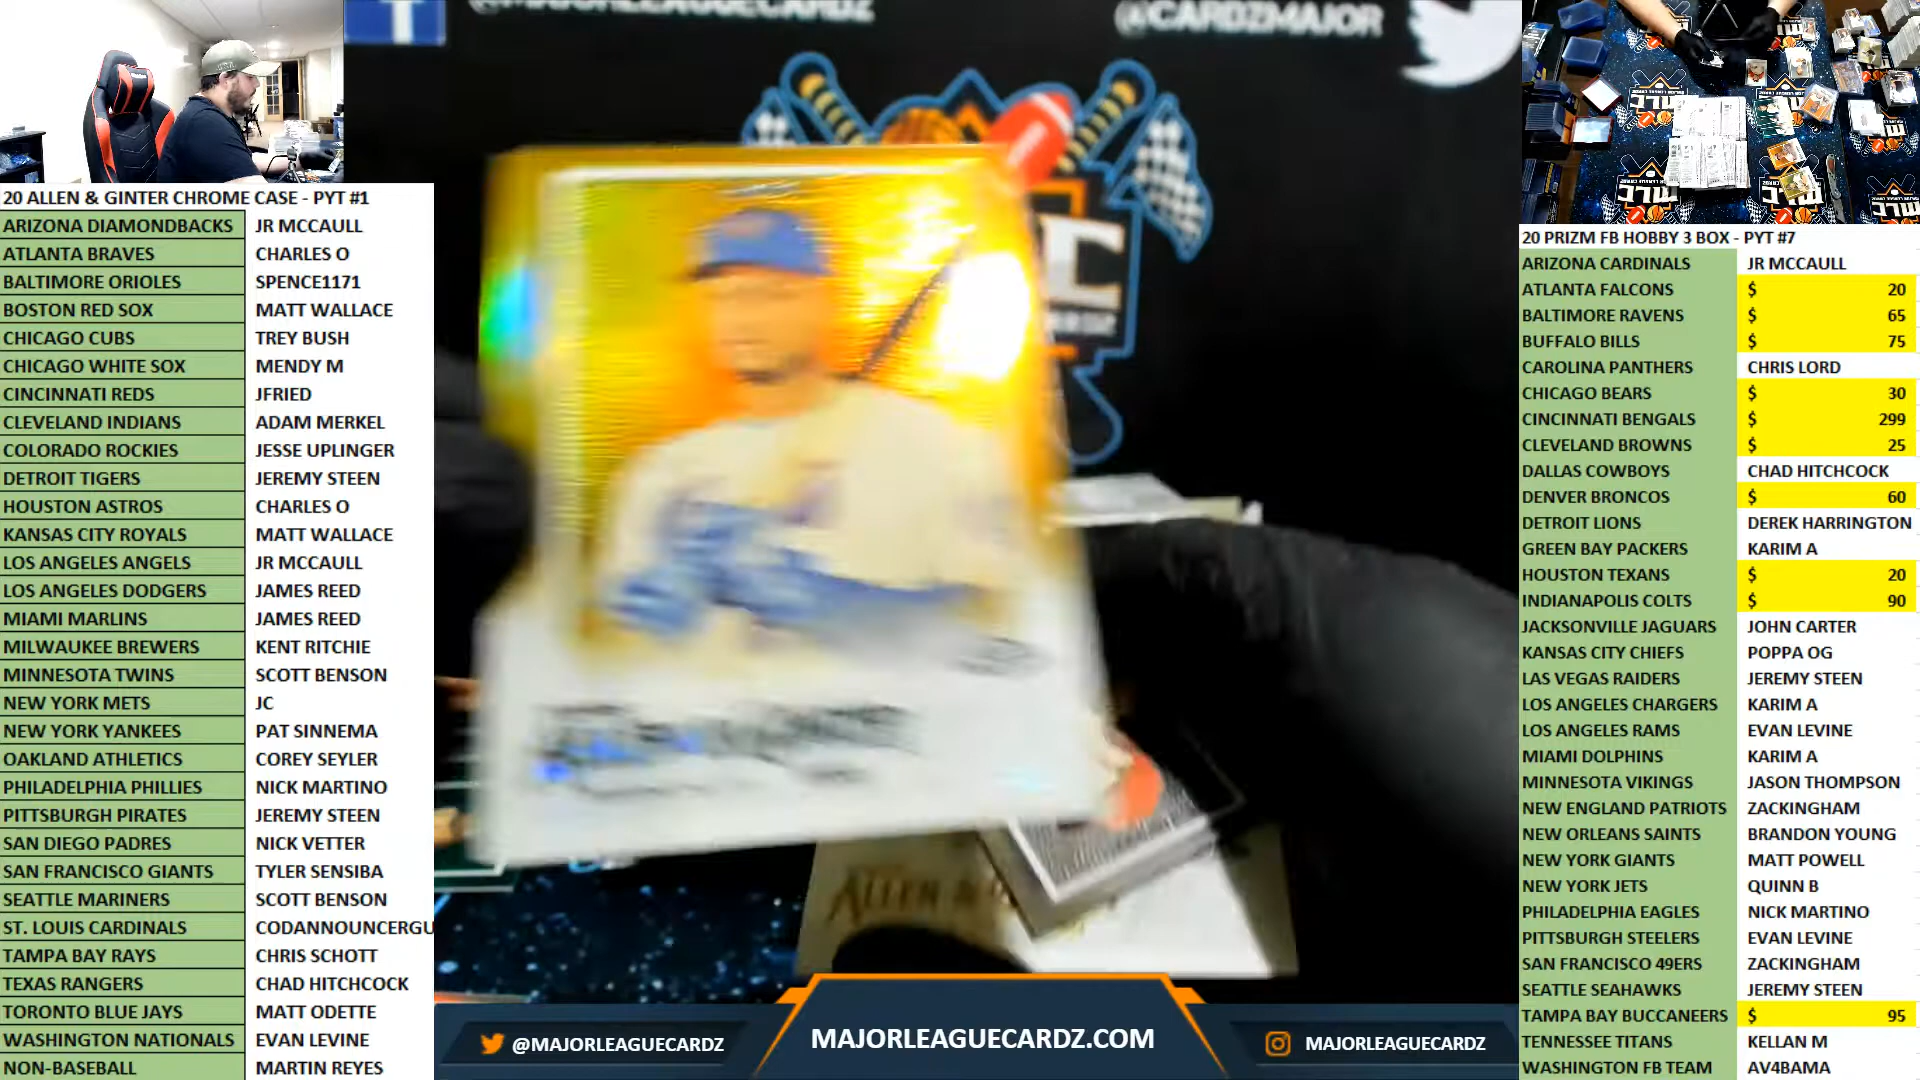 @MAJORLEAGUECARDZ
@CARDZMAJOR
20 ALLEN & GINTER CHROME CASE - PYT #1
ARIZONA DIAMONDBACKS JR MCCAULL
ATLANTA BRAVES CHARLES O
BALTIMORE ORIOLES SPENCE1171
BOSTON RED SOX MATT WALLACE
CHICAGO CUBS TREY BUSH
CHICAGO WHITE SOX MENDY M
CINCINNATI REDS JFRIED
CLEVELAND INDIANS ADAM MERKEL
COLORADO ROCKIES JESSE UPLINGER
DETROIT TIGERS JEREMY STEEN
HOUSTON ASTROS CHARLES O
KANSAS CITY ROYALS MATT WALLACE
LOS ANGELES ANGELS JR MCCAULL
LOS ANGELES DODGERS JAMES REED
MIAMI MARLINS JAMES REED
MILWAUKEE BREWERS KENT RITCHIE
MINNESOTA TWINS SCOTT BENSON
NEW YORK METS JC
NEW YORK YANKEES PAT SINNEMA
OAKLAND ATHLETICS COREY SEYLER
PHILADELPHIA PHILLIES NICK MARTINO
PITTSBURGH PIRATES JEREMY STEEN
SAN DIEGO PADRES NICK VETTER
SAN FRANCISCO GIANTS TYLER SENSIBA
SEATTLE MARINERS SCOTT BENSON
ST. LOUIS CARDINALS CODANNOUNCERGU
TAMPA BAY RAYS CHRIS SCHOTT
TEXAS RANGERS CHAD HITCHCOCK
TORONTO BLUE JAYS MATT ODETTE
WASHINGTON NATIONALS EVAN LEVINE
NON-BASEBALL MARTIN REYES
ALLEN &
@MAJORLEAGUECARDZ
MAJORLEAGUECARDZ.COM
MAJORLEAGUECARDZ
20 PRIZM FB HOBBY 3 BOX - PYT #7
ARIZONA CARDINALS JR MCCAULL
ATLANTA FALCONS $ 20
BALTIMORE RAVENS $ 65
BUFFALO BILLS $ 75
CAROLINA PANTHERS CHRIS LORD
CHICAGO BEARS $ 30
CINCINNATI BENGALS $ 299
CLEVELAND BROWNS $ 25
DALLAS COWBOYS CHAD HITCHCOCK
DENVER BRONCOS $ 60
DETROIT LIONS DEREK HARRINGTON
GREEN BAY PACKERS KARIM A
HOUSTON TEXANS $ 20
INDIANAPOLIS COLTS $ 90
JACKSONVILLE JAGUARS JOHN CARTER
KANSAS CITY CHIEFS POPPA OG
LAS VEGAS RAIDERS JEREMY STEEN
LOS ANGELES CHARGERS KARIM A
LOS ANGELES RAMS EVAN LEVINE
MIAMI DOLPHINS KARIM A
MINNESOTA VIKINGS JASON THOMPSON
NEW ENGLAND PATRIOTS ZACKINGHAM
NEW ORLEANS SAINTS BRANDON YOUNG
NEW YORK GIANTS MATT POWELL
NEW YORK JETS QUINN B
PHILADELPHIA EAGLES NICK MARTINO
PITTSBURGH STEELERS EVAN LEVINE
SAN FRANCISCO 49ERS ZACKINGHAM
SEATTLE SEAHAWKS JEREMY STEEN
TAMPA BAY BUCCANEERS $ 95
TENNESSEE TITANS KELLAN M
WASHINGTON FB TEAM AV4BAMA